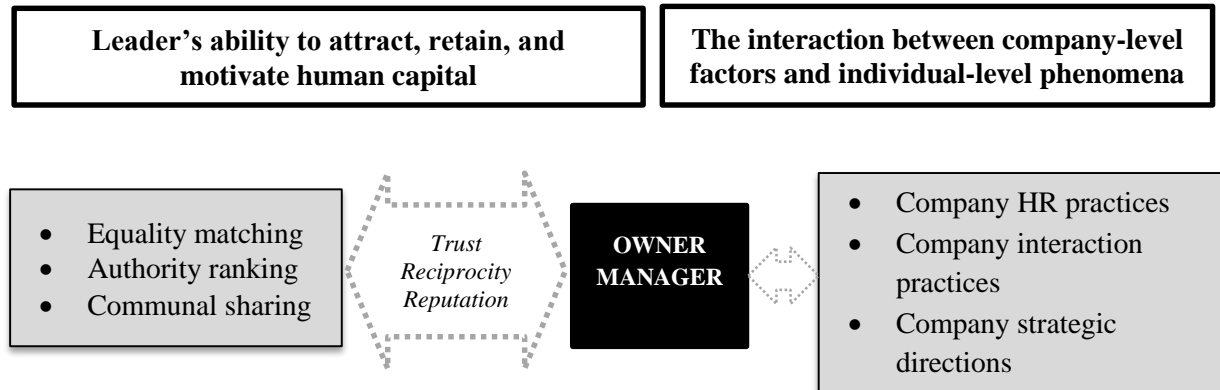 Leader’s ability to attract, retain, and
motivate human capital
The interaction between company-level
factors and individual-level phenomena
• Equality matching
• Authority ranking
• Communal sharing
Trust
Reciprocity
Reputation
OWNER
MANAGER
• Company HR practices
• Company interaction
practices
• Company strategic
directions